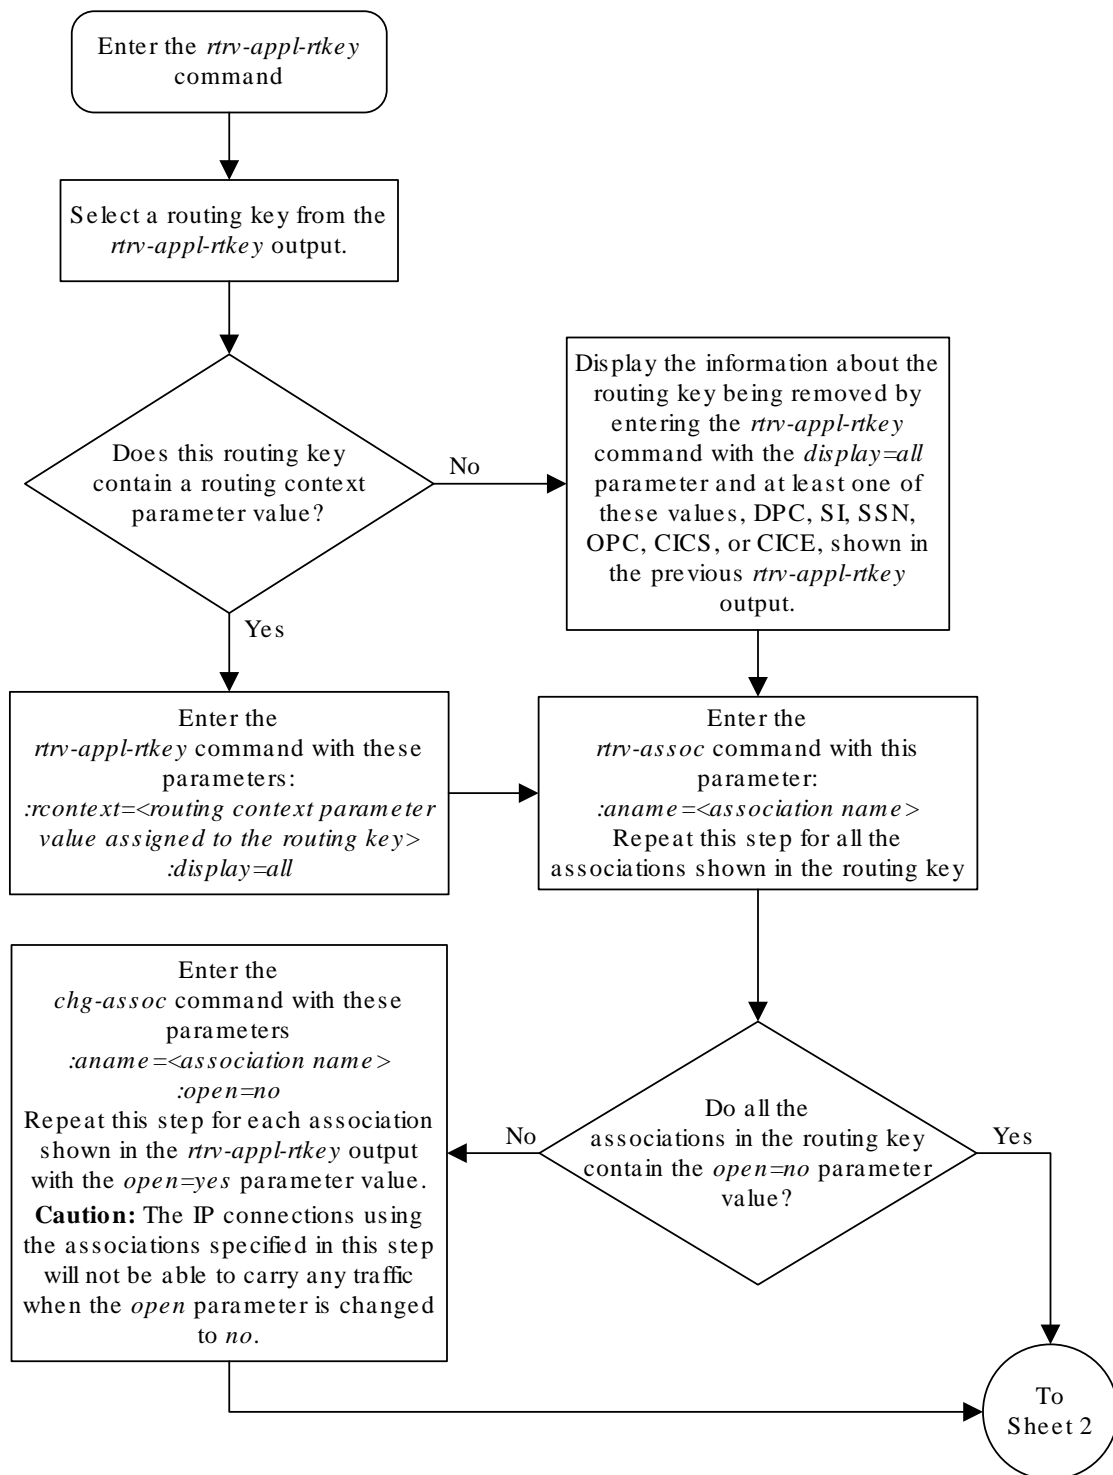 Enter the rtrv-appl-rtkey
command
Select a routing key from the
rtrv-appl-rtkey output.
Does this routing key
contain a routing context
parameter value?
No
Yes
Display the information about the
routing key being removed by
entering the rtrv-appl-rtkey
command with the display=all
parameter and at least one of
these values, DPC, SI, SSN,
OPC, CICS, or CICE, shown in
the previous rtrv-appl-rtkey
output.
Enter the
rtrv-appl-rtkey command with these
parameters:
:rcontext=<routing context parameter
value assigned to the routing key>
:display=all
Enter the
rtrv-assoc command with this
parameter:
:aname=<association name>
Repeat this step for all the
associations shown in the routing key
Do all the
associations in the routing key
contain the open=no parameter
value?
No
Yes
Enter the
chg-assoc command with these
parameters
:aname=<association name>
:open=no
Repeat this step for each association
shown in the rtrv-appl-rtkey output
with the open=yes parameter value.
Caution: The IP connections using
the associations specified in this step
will not be able to carry any traffic
when the open parameter is changed
to no.
To
Sheet 2